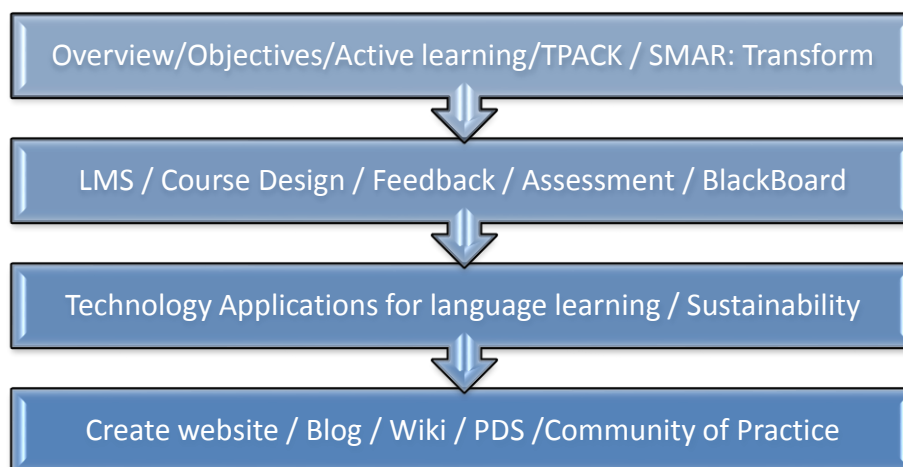 Overview/Objectives/Active learning/TPACK / SMAR: Transform
LMS / Course Design / Feedback / Assessment / BlackBoard
Technology Applications for language learning / Sustainability
Create website / Blog / Wiki / PDS /Community of Practice